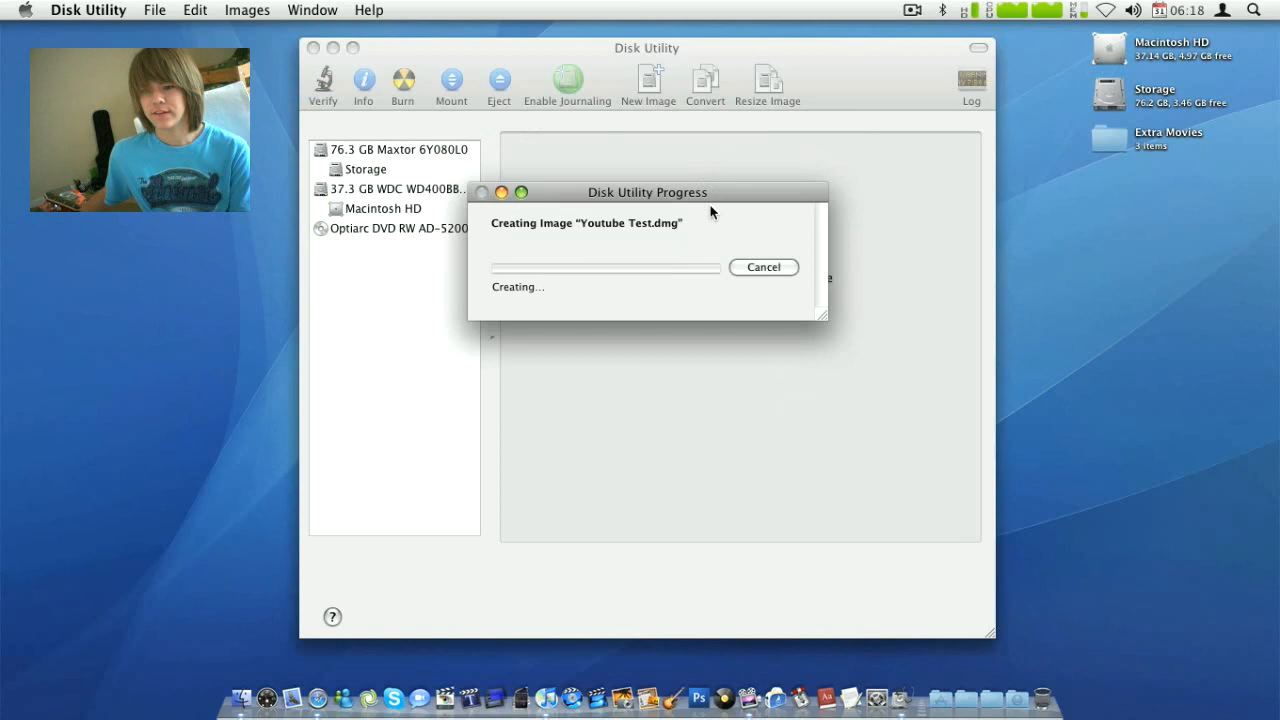 Disk Utility File Edit Images Window Help
31 06:18
Disk Utility
Verify Info Burn Mount Eject Enable Journaling New Image Convert Resize Image Log
Macintosh HD
37.14 GB, 4.97 GB free
Storage
76.2 GB, 3.46 GB free
Extra Movies
3 items
76.3 GB Maxtor 6Y080L0
Storage
37.3 GB WDC WD400BB...
Macintosh HD
Optiarc DVD RW AD-5200
Disk Utility Progress
Creating Image “Youtube Test.dmg”
Cancel
Creating...
?
Ps
Aa